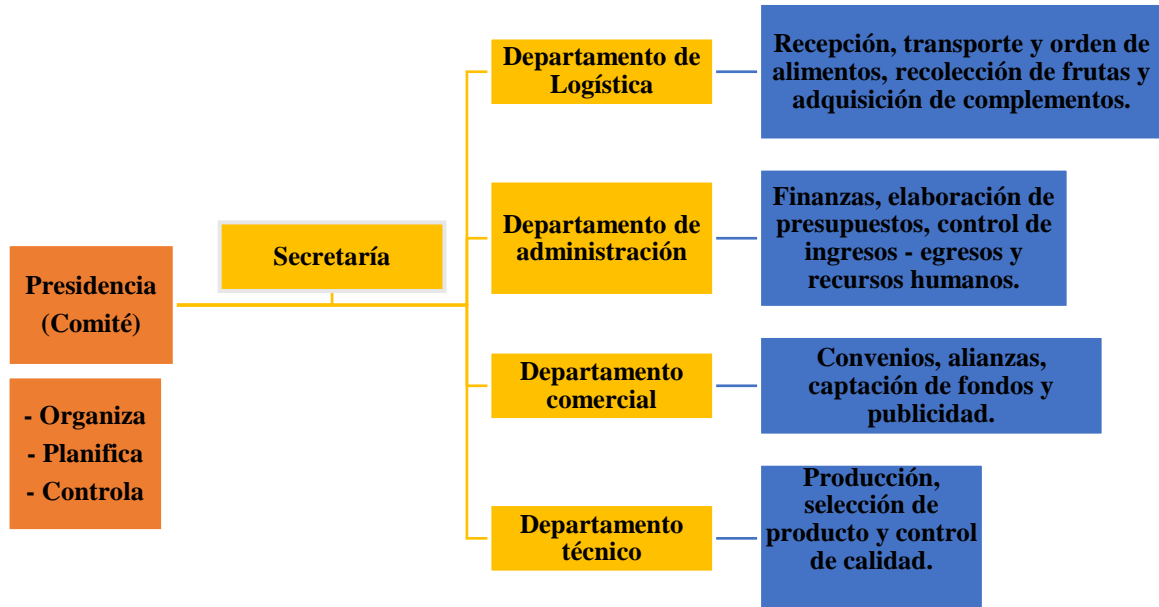 Presidencia
(Comité)
- Organiza
- Planifica
- Controla
Secretaría
Departamento de
Logística
Recepción, transporte y orden de
alimentos, recolección de frutas y
adquisición de complementos.
Departamento de
administración
Finanzas, elaboración de
presupuestos, control de
ingresos - egresos y
recursos humanos.
Departamento
comercial
Convenios, alianzas,
captación de fondos y
publicidad.
Departamento
técnico
Producción,
selección de
producto y control
de calidad.